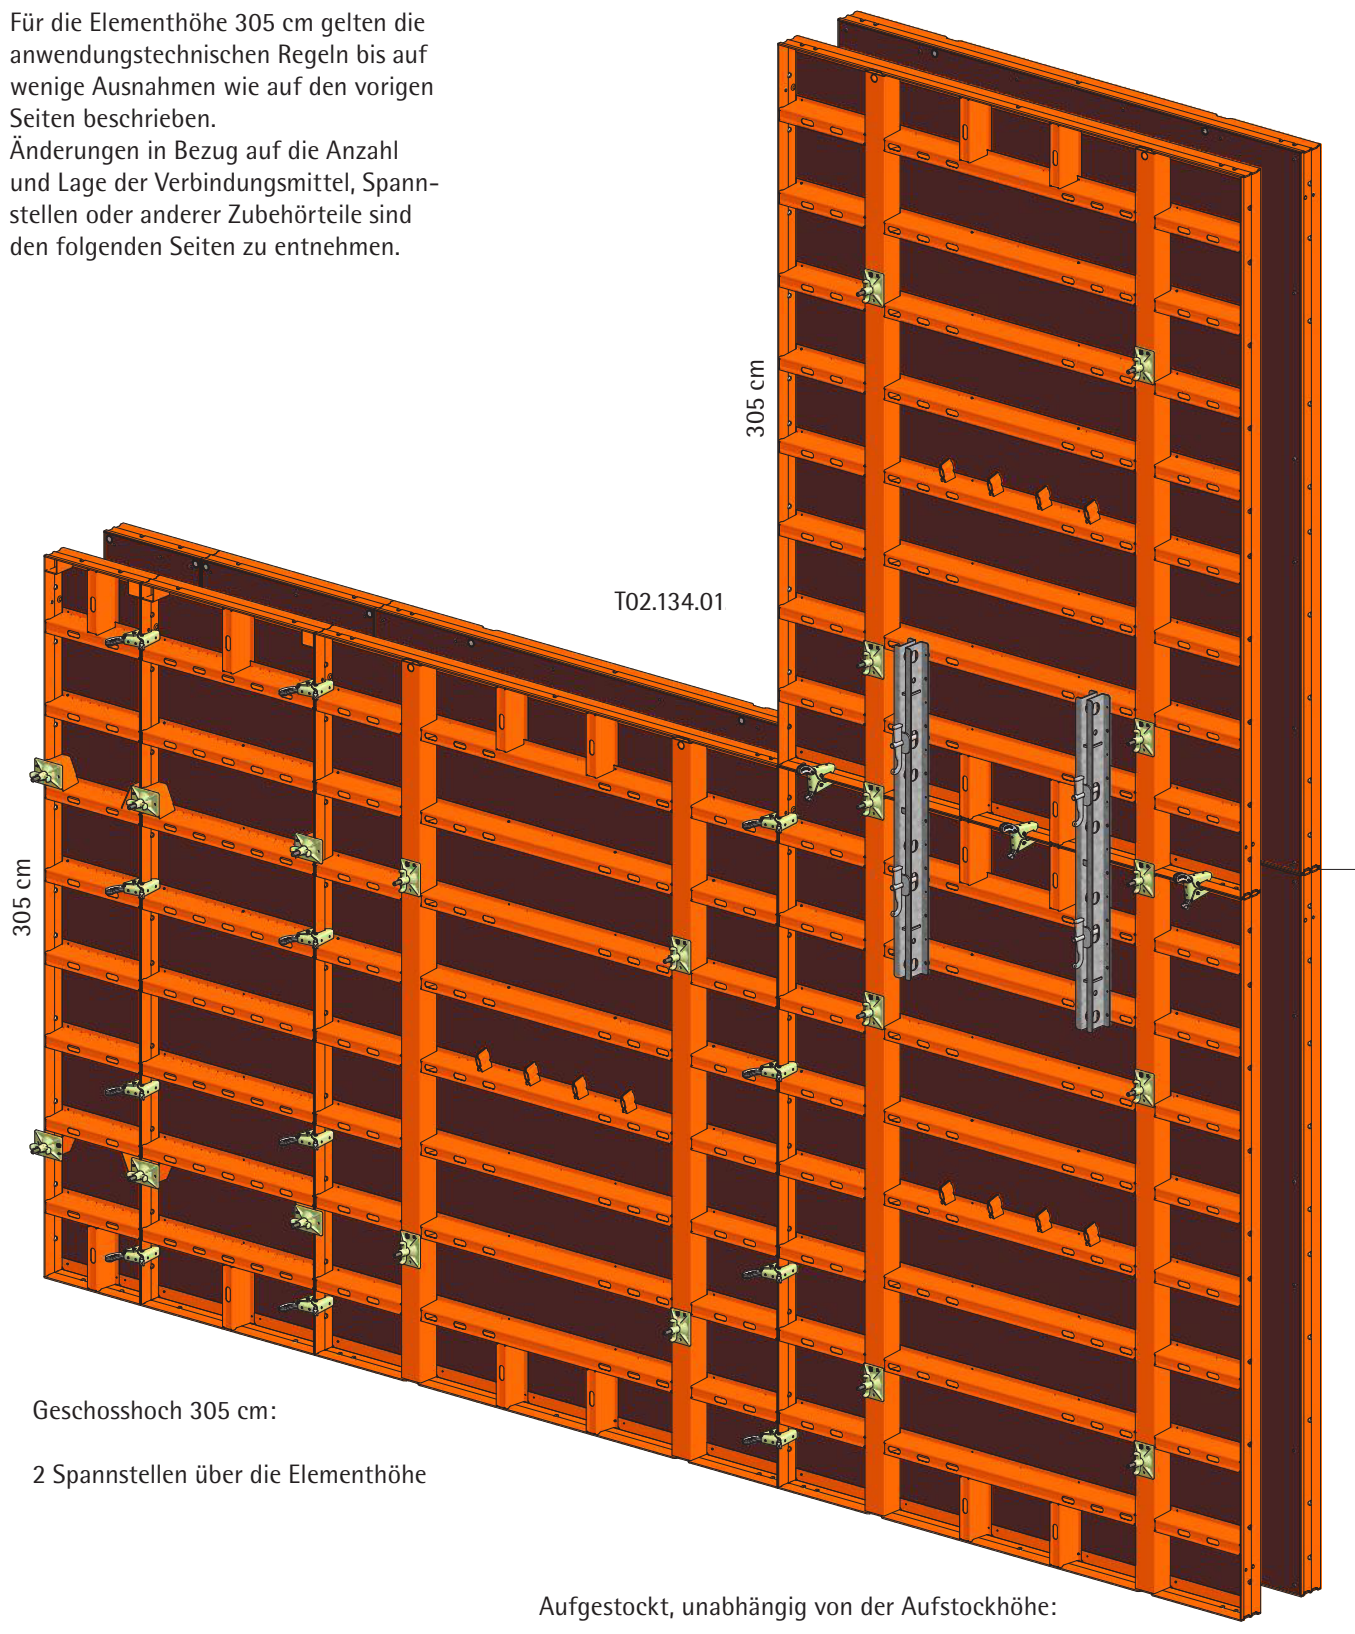 Für die Elementhöhe 305 cm gelten die
anwendungstechnischen Regeln bis auf
wenige Ausnahmen wie auf den vorigen
Seiten beschrieben.
Änderungen in Bezug auf die Anzahl
und Lage der Verbindungsmittel, Spann-
stellen oder anderer Zubehörteile sind
den folgenden Seiten zu entnehmen.
305 cm
T02.134.01
305 cm
Geschosshoch 305 cm:
2 Spannstellen über die Elementhöhe
Aufgestockt, unabhängig von der Aufstockhöhe: